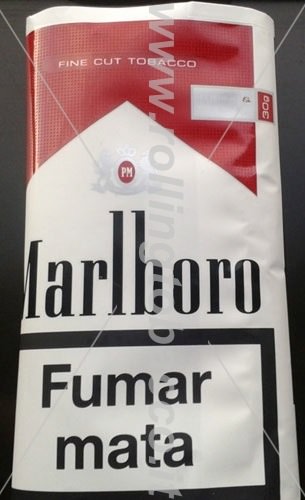 FINE CUT TOBACCO
30g
PM
Marlboro
Fumar
mata